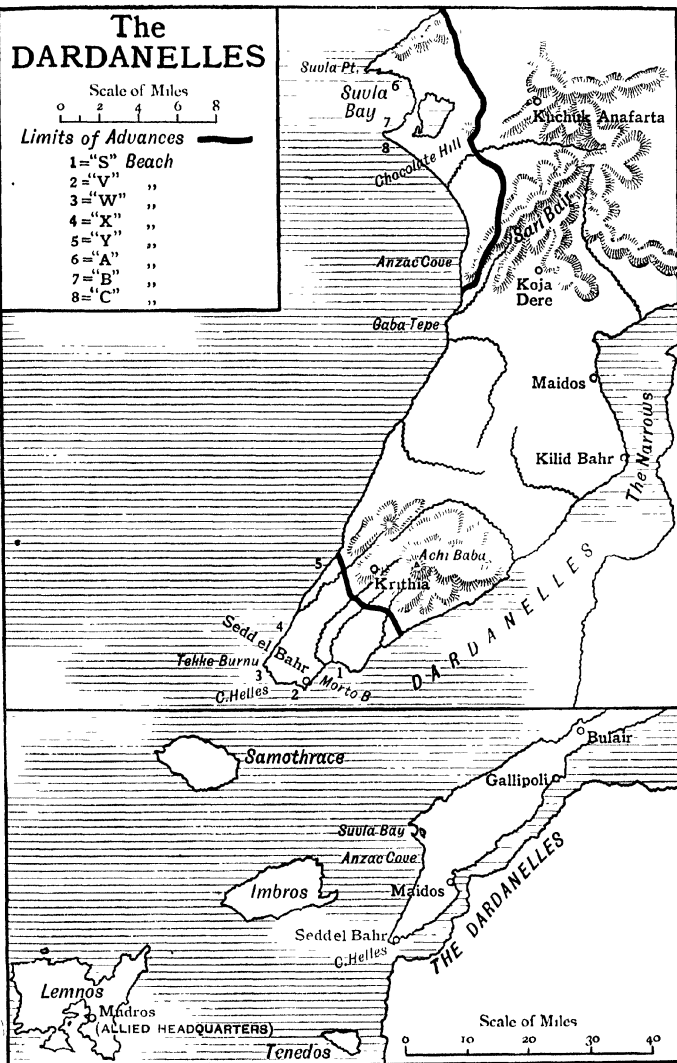 The
DARDANELLES
Scale of Miles
0 2 4 6 8
Limits of Advances
1="S" Beach
2="V" ,,
3="W" ,,
4="X" ,,
5="Y" ,,
6="A" ,,
7="B" ,,
8="C" ,,
Suvla Pt.
6
Suvla
Bay
7
8
Kuchuk Anafarta
Chocolate Hill
Sari Bair
Anzac Cove
Koja
Dere
Gaba Tepe
Maidos
The Narrows
Kilid Bahr
Achi Baba
5
Krithia
DARDANELLES
4
Sedd el Bahr
Tekke Burnu
3
1
Morto B
C. Helles
2
Samothrace
Bulair
Gallipoli
Suvla Bay
Anzac Cove
Imbros
Maidos
THE DARDANELLES
Sedd el Bahr
C. Helles
Lemnos
Mudros
(ALLIED HEADQUARTERS)
Tenedos
Scale of Miles
0 10 20 30 40